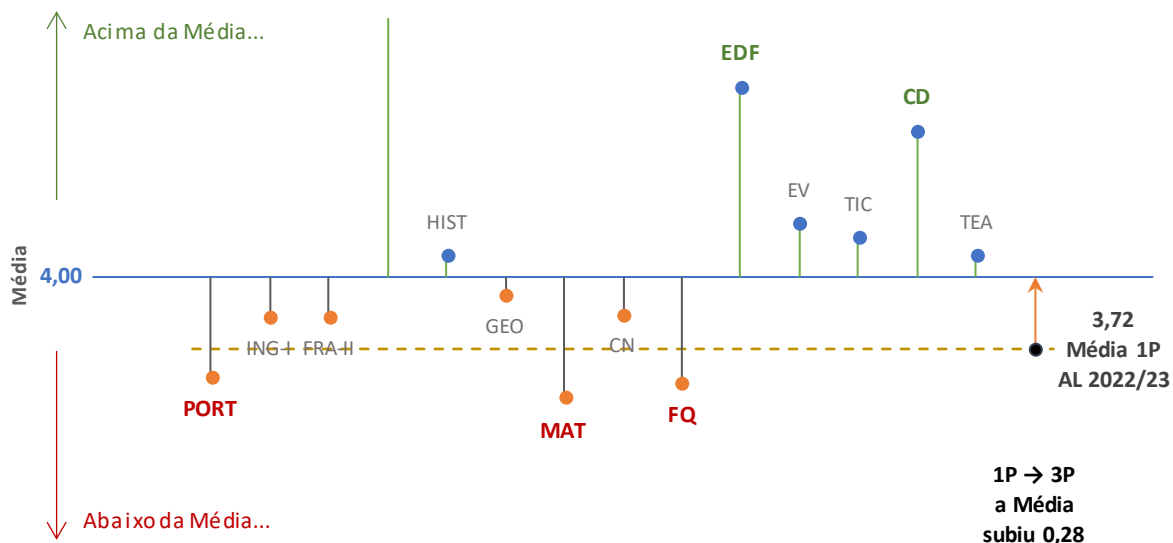 Acima da Média...
EDF
CD
EV
TIC
HIST
TEA
Média
4,00
GEO
ING I
FRA II
CN
3,72
Média 1P
AL 2022/23
PORT
MAT
FQ
1P → 3P
a Média
subiu 0,28
Abaixo da Média...